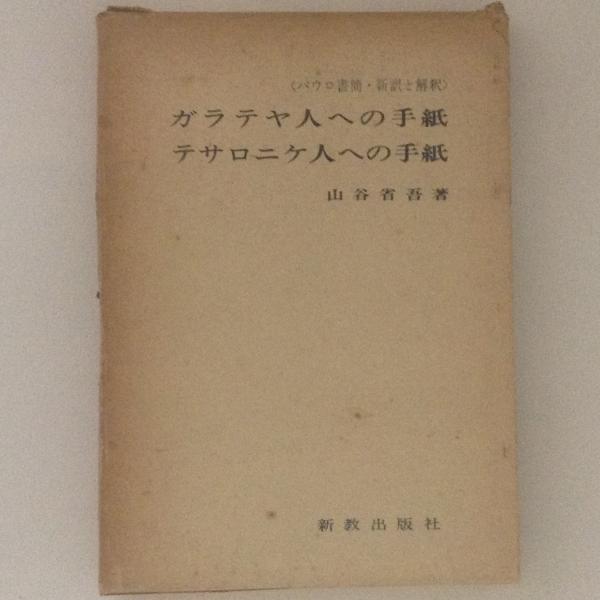 〈パウロ書簡・新訳と解釈〉
ガラテヤ人への手紙
テサロニケ人への手紙
山谷省吾著
新教出版社